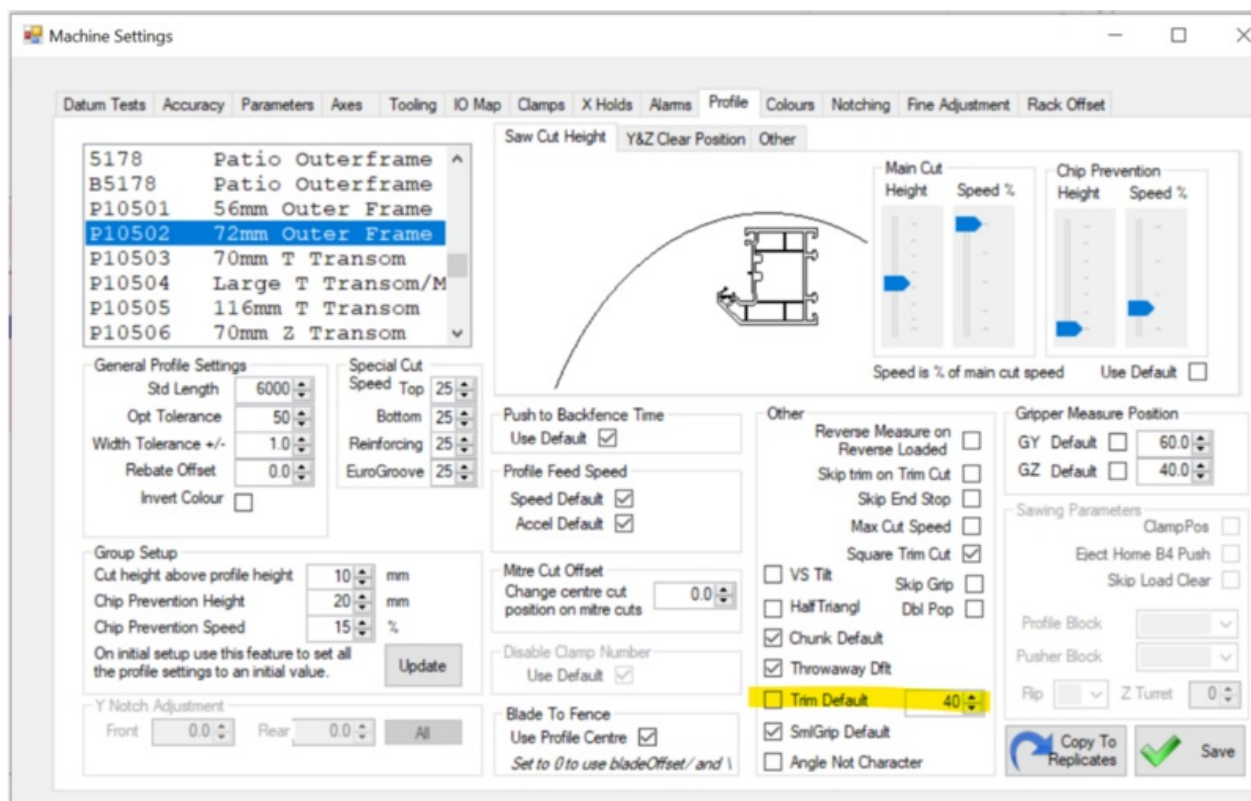 Machine Settings
Datum Tests Accuracy Parameters Axes Tooling IO Map Clamps X Holds Alarms Profile Colours Notching Fine Adjustment Rack Offset
5178 Patio Outerframe
B5178 Patio Outerframe
P10501 56mm Outer Frame
P10502 72mm Outer Frame
P10503 70mm T Transom
P10504 Large T Transom/M
P10505 116mm T Transom
P10506 70mm Z Transom
Saw Cut Height Y&Z Clear Position Other
Main Cut
Height Speed %
Chip Prevention
Height Speed %
Speed is % of main cut speed Use Default
General Profile Settings
Std Length 6000
Opt Tolerance 50
Width Tolerance +/- 1.0
Rebate Offset 0.0
Invert Colour
Special Cut
Speed Top 25
Bottom 25
Reinforcing 25
EuroGroove 25
Group Setup
Cut height above profile height 10 mm
Chip Prevention Height 20 mm
Chip Prevention Speed 15 %
On initial setup use this feature to set all
the profile settings to an initial value.
Update
Y Notch Adjustment
Front 0.0 Rear 0.0 All
Push to Backfence Time
Use Default
Profile Feed Speed
Speed Default
Accel Default
Mitre Cut Offset
Change centre cut
position on mitre cuts 0.0
Disable Clamp Number
Use Default
Blade To Fence
Use Profile Centre
Set to 0 to use bladeOffset/ and \
Other
Reverse Measure on
Reverse Loaded
Skip trim on Trim Cut
Skip End Stop
Max Cut Speed
Square Trim Cut
VS Tilt Skip Grip
HalfTriangl Dbl Pop
Chunk Default
Throwaway Dflt
Trim Default 40
SmlGrip Default
Angle Not Character
Gripper Measure Position
GY Default 60.0
GZ Default 40.0
Sawing Parameters
ClampPos
Eject Home B4 Push
Skip Load Clear
Profile Block
Pusher Block
Flip Z Turret 0
Copy To
Replicates
Save